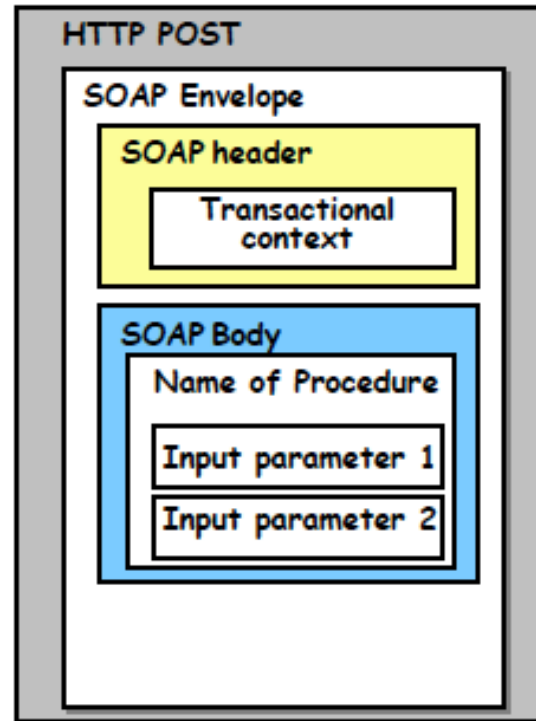 HTTP POST
SOAP Envelope
SOAP header
Transactional
context
SOAP Body
Name of Procedure
Input parameter 1
Input parameter 2